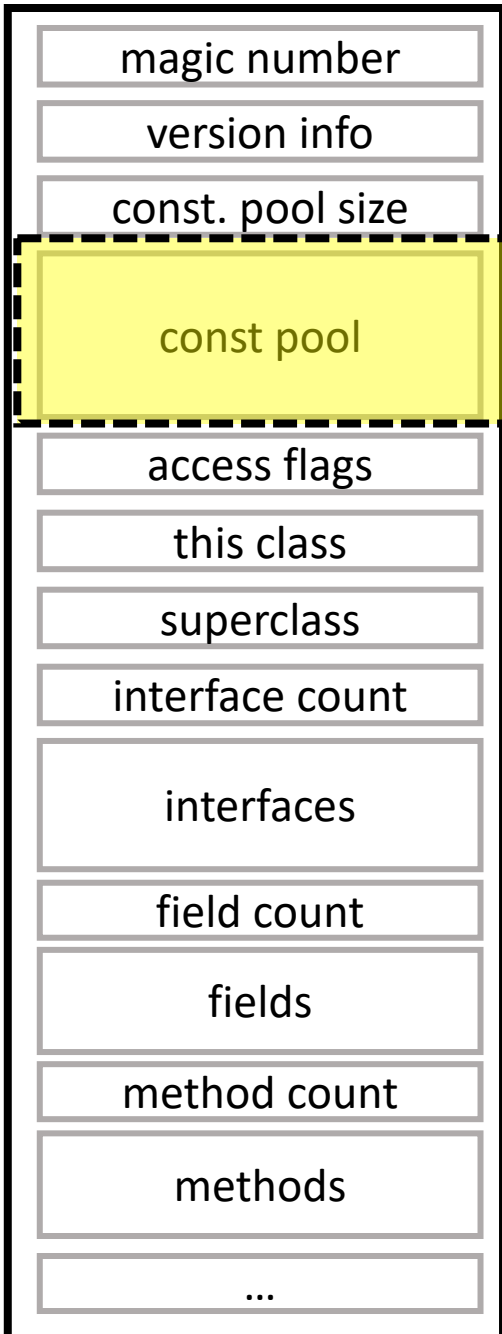 magic number
version info
const. pool size
const pool
access flags
this class
superclass
interface count
interfaces
field count
fields
method count
methods
...